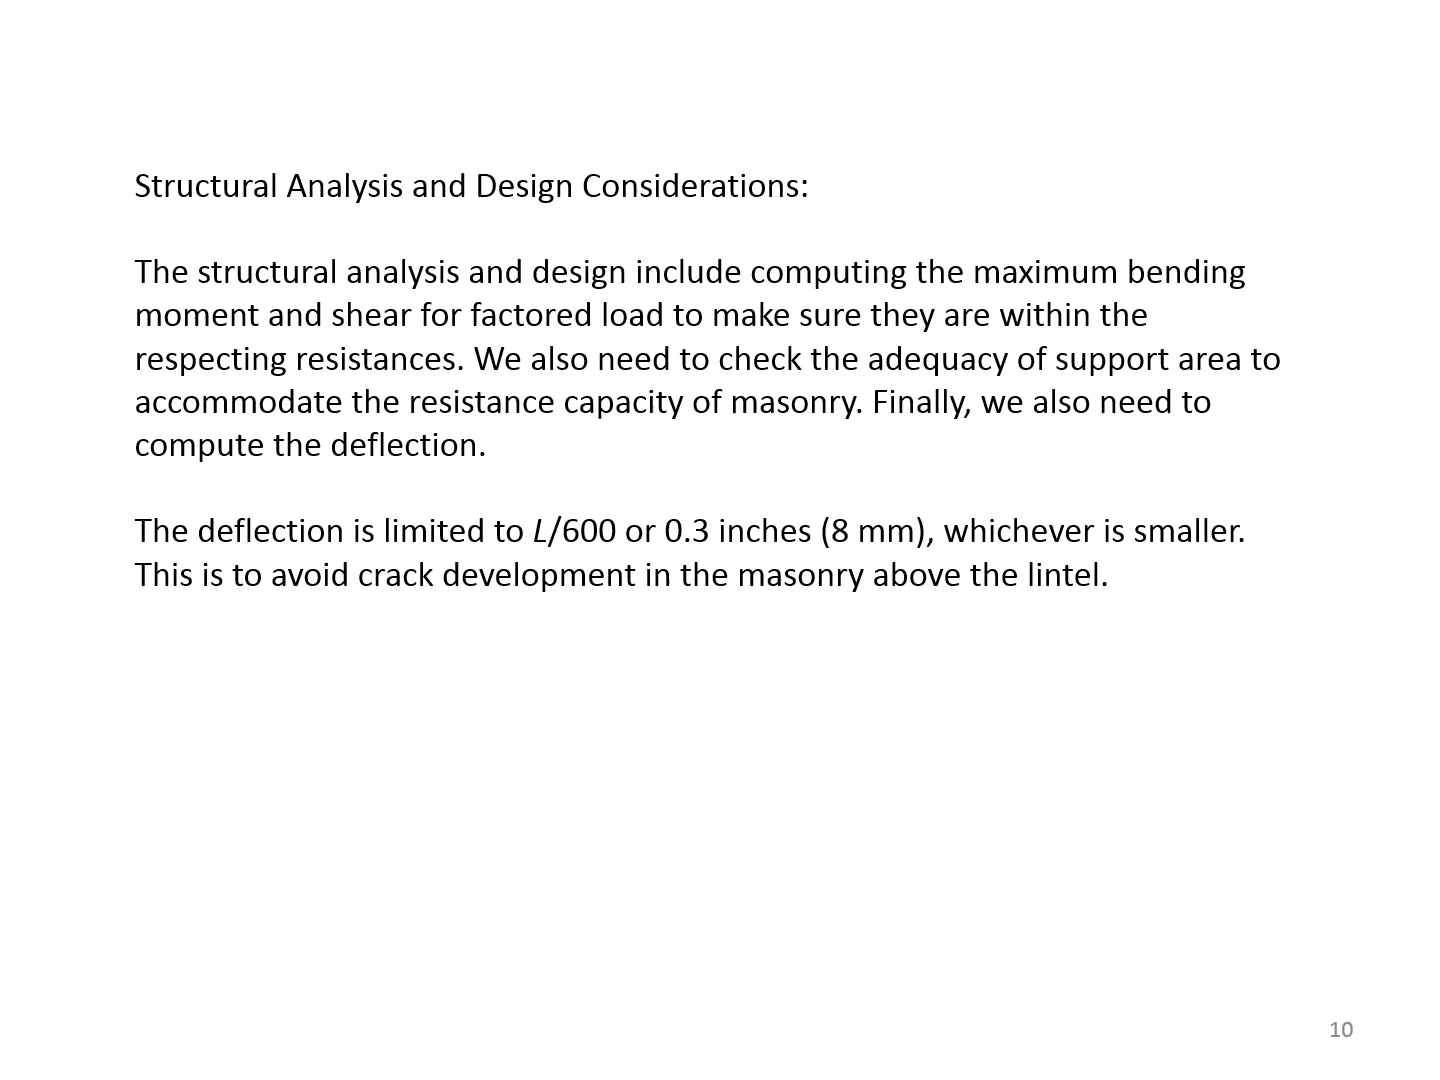 Structural Analysis and Design Considerations:
The structural analysis and design include computing the maximum bending
moment and shear for factored load to make sure they are within the
respecting resistances. We also need to check the adequacy of support area to
accommodate the resistance capacity of masonry. Finally, we also need to
compute the deflection.
The deflection is limited to L/600 or 0.3 inches (8 mm), whichever is smaller.
This is to avoid crack development in the masonry above the lintel.
10